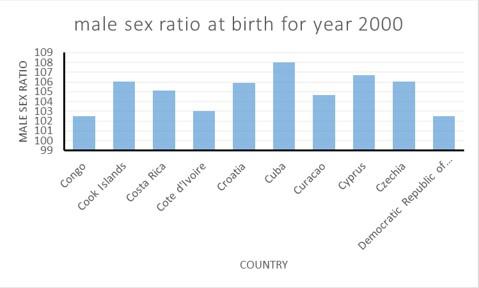 male sex ratio at birth for year 2000
MALE SEX RATIO
109
108
107
106
105
104
103
102
101
100
99
Congo
Cook Islands
Costa Rica
Cote d'Ivoire
Croatia
Cuba
Curacao
Cyprus
Czechia
Democratic Republic of...
COUNTRY